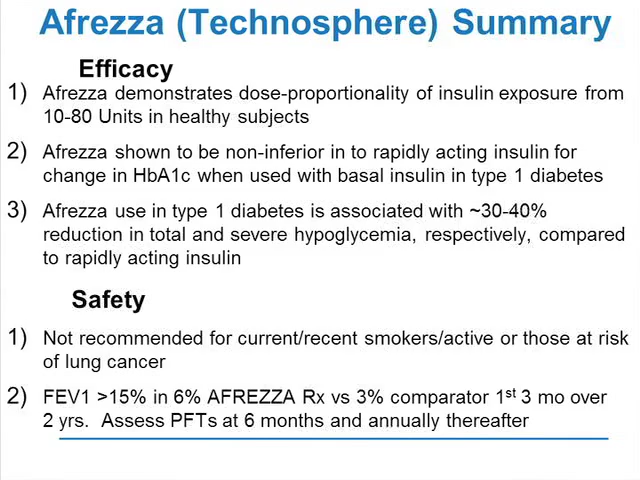 Afrezza (Technosphere) Summary
Efficacy
1) Afrezza demonstrates dose-proportionality of insulin exposure from
10-80 Units in healthy subjects
2) Afrezza shown to be non-inferior in to rapidly acting insulin for
change in HbA1c when used with basal insulin in type 1 diabetes
3) Afrezza use in type 1 diabetes is associated with ~30-40%
reduction in total and severe hypoglycemia, respectively, compared
to rapidly acting insulin
Safety
1) Not recommended for current/recent smokers/active or those at risk
of lung cancer
2) FEV1 >15% in 6% AFREZZA Rx vs 3% comparator 1st 3 mo over
2 yrs. Assess PFTs at 6 months and annually thereafter